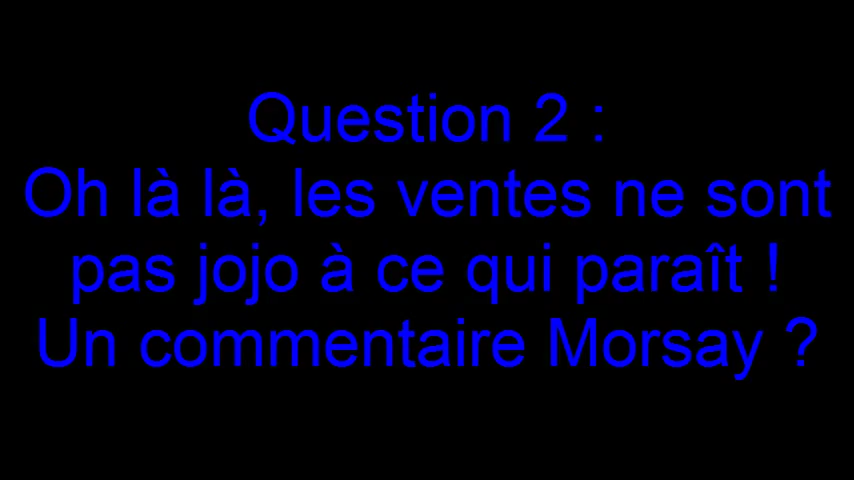 Question 2 :
Oh là là, les ventes ne sont
pas jojo à ce qui paraît !
Un commentaire Morsay ?